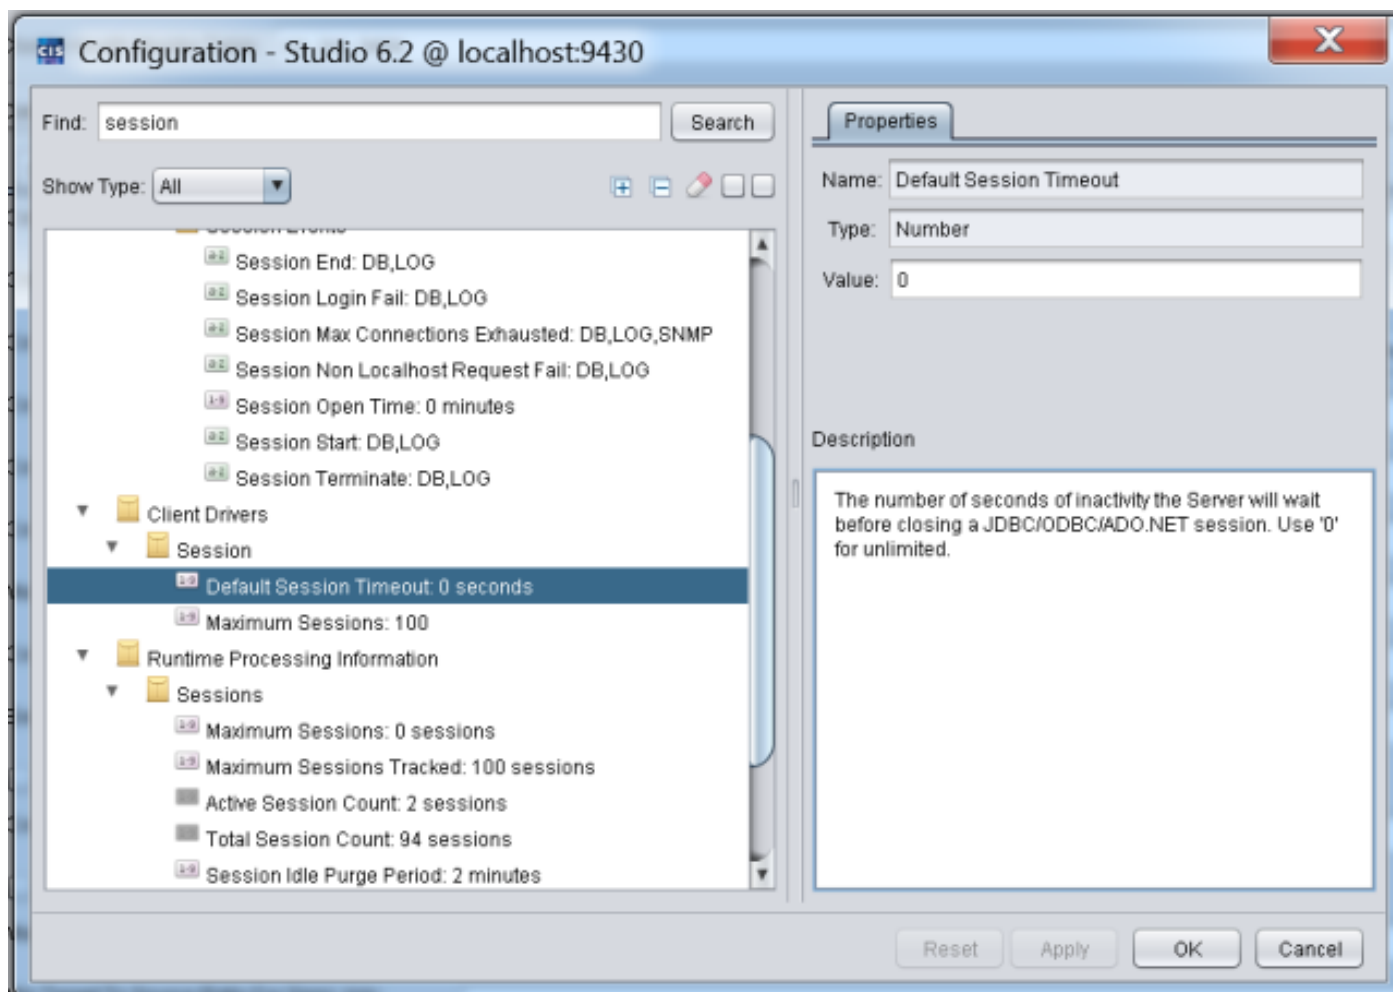 CIS Configuration - Studio 6.2 @ localhost:9430
Find: session Search
Show Type: All
Session Events
Session End: DB,LOG
Session Login Fail: DB,LOG
Session Max Connections Exhausted: DB,LOG,SNMP
Session Non Localhost Request Fail: DB,LOG
Session Open Time: 0 minutes
Session Start: DB,LOG
Session Terminate: DB,LOG
Client Drivers
Session
Default Session Timeout: 0 seconds
Maximum Sessions: 100
Runtime Processing Information
Sessions
Maximum Sessions: 0 sessions
Maximum Sessions Tracked: 100 sessions
Active Session Count: 2 sessions
Total Session Count: 94 sessions
Session Idle Purge Period: 2 minutes
Properties
Name: Default Session Timeout
Type: Number
Value: 0
Description
The number of seconds of inactivity the Server will wait
before closing a JDBC/ODBC/ADO.NET session. Use '0'
for unlimited.
Reset Apply OK Cancel